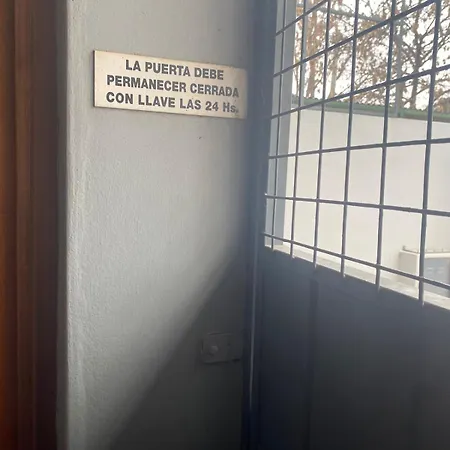 LA PUERTA DEBE
PERMANECER CERRADA
CON LLAVE LAS 24 Hs.